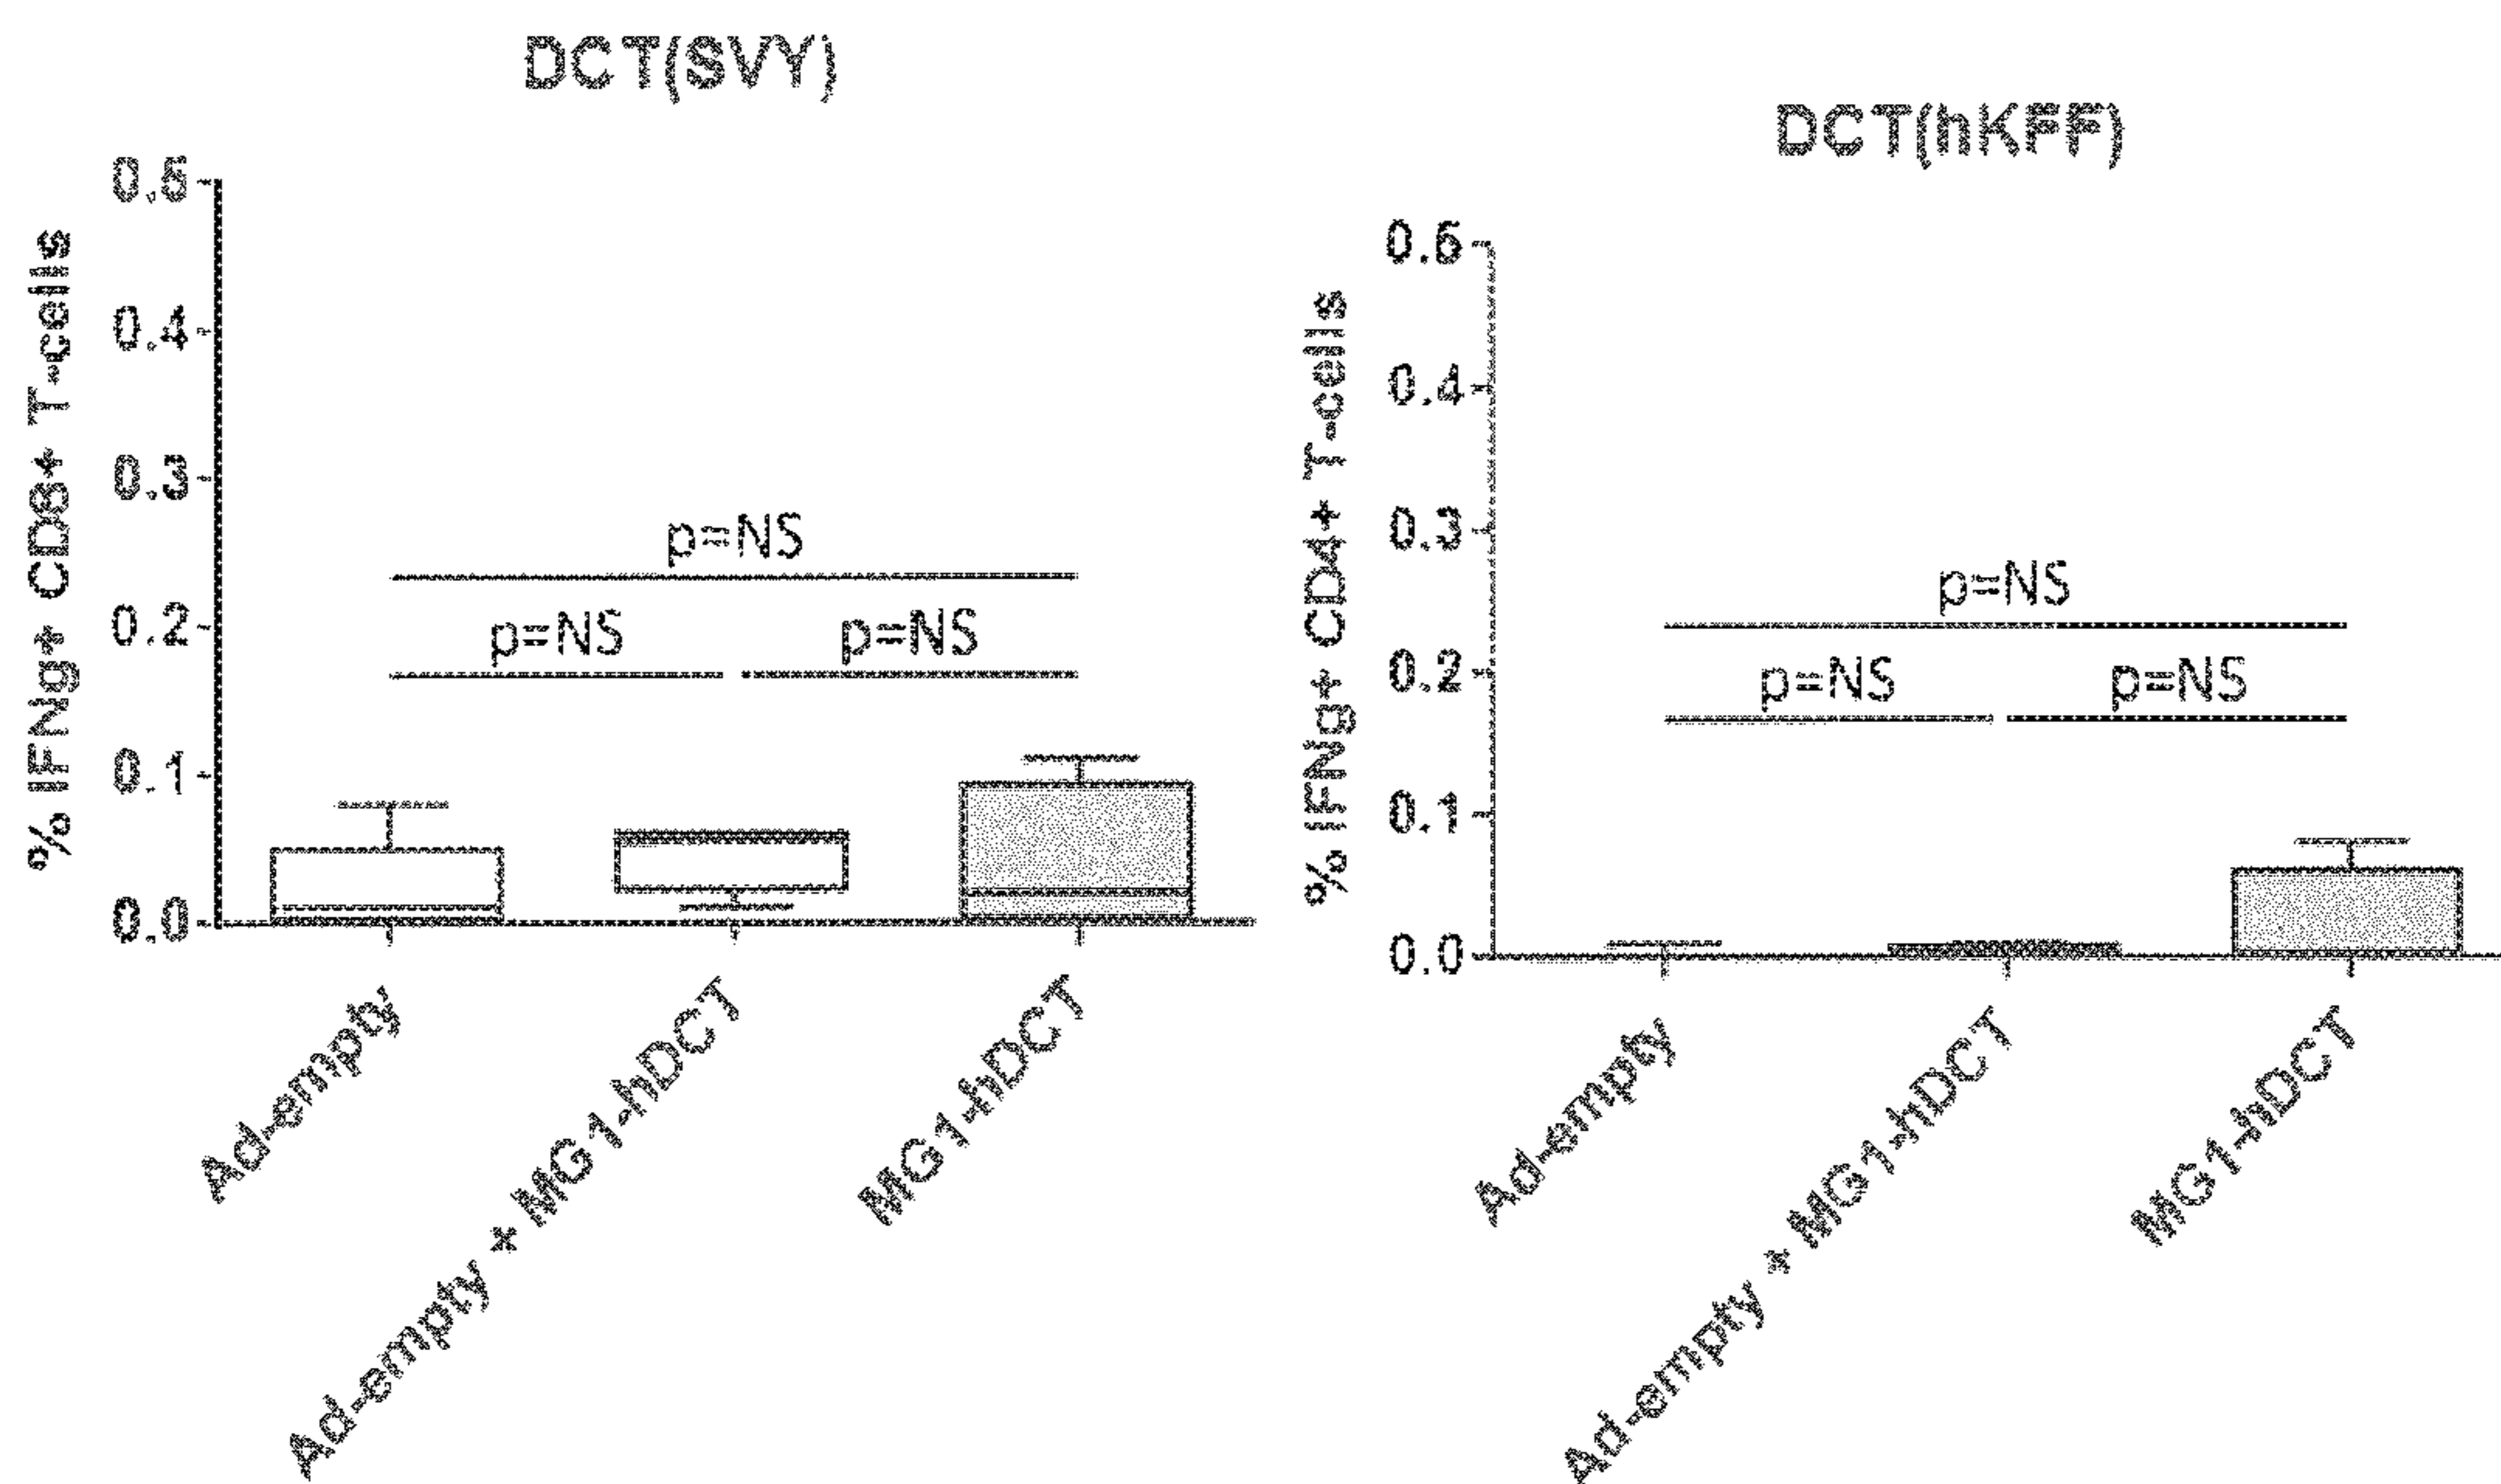 DCT(SVY)
% IFNg+ CD8+ T-cells
0.5
0.4
0.3
0.2
0.1
0.0
p=NS
p=NS
p=NS
Ad-empty
Ad-empty + MG1-hDCT
MG1-hDCT
DCT(hKFF)
% IFNg+ CD4+ T-cells
0.5
0.4
0.3
0.2
0.1
0.0
p=NS
p=NS
p=NS
Ad-empty
Ad-empty + MG1-hDCT
MG1-hDCT